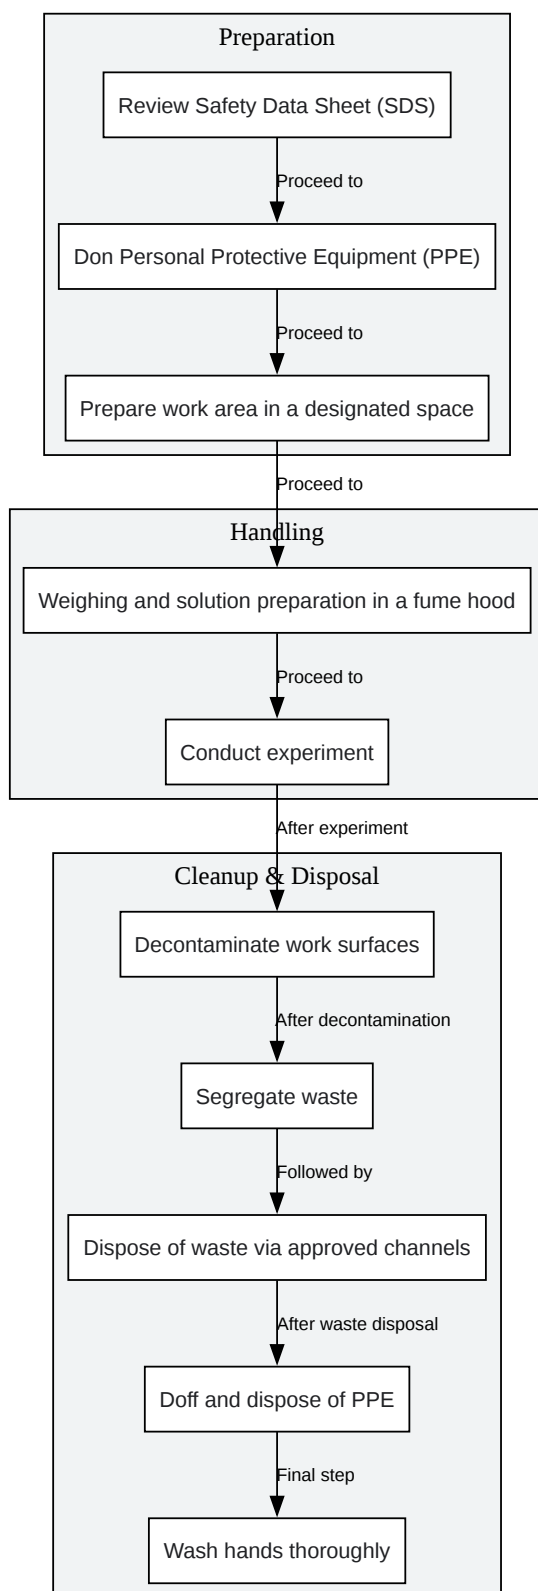 Preparation
Review Safety Data Sheet (SDS)
Proceed to
Don Personal Protective Equipment (PPE)
Proceed to
Prepare work area in a designated space
Proceed to
Handling
Weighing and solution preparation in a fume hood
Proceed to
Conduct experiment
After experiment
Cleanup & Disposal
Decontaminate work surfaces
After decontamination
Segregate waste
Followed by
Dispose of waste via approved channels
After waste disposal
Doff and dispose of PPE
Final step
Wash hands thoroughly